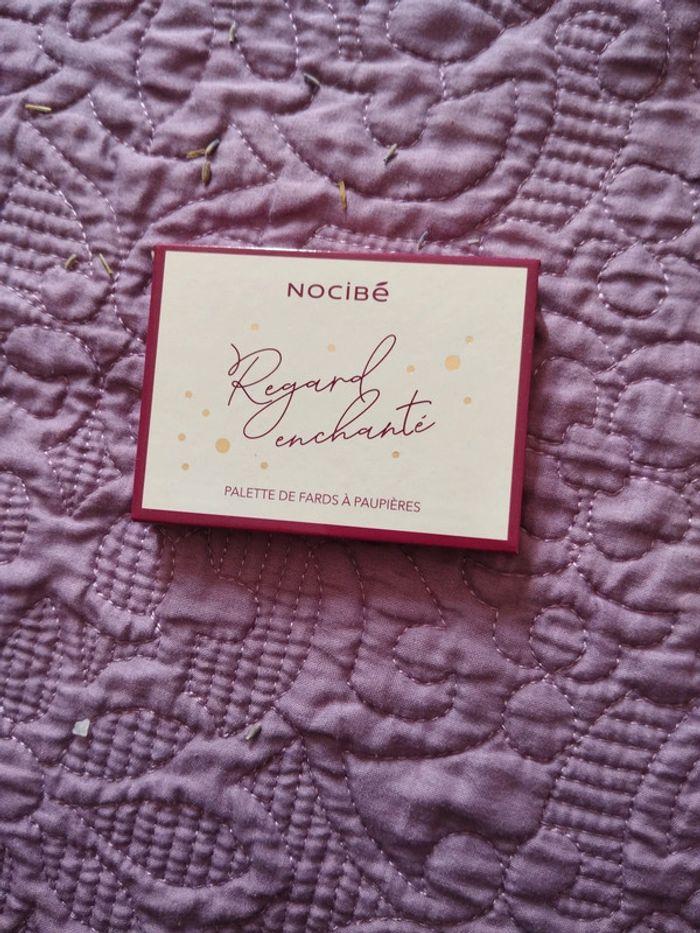 NOCiBé
Regard
enchanté
PALETTE DE FARDS À PAUPIÈRES